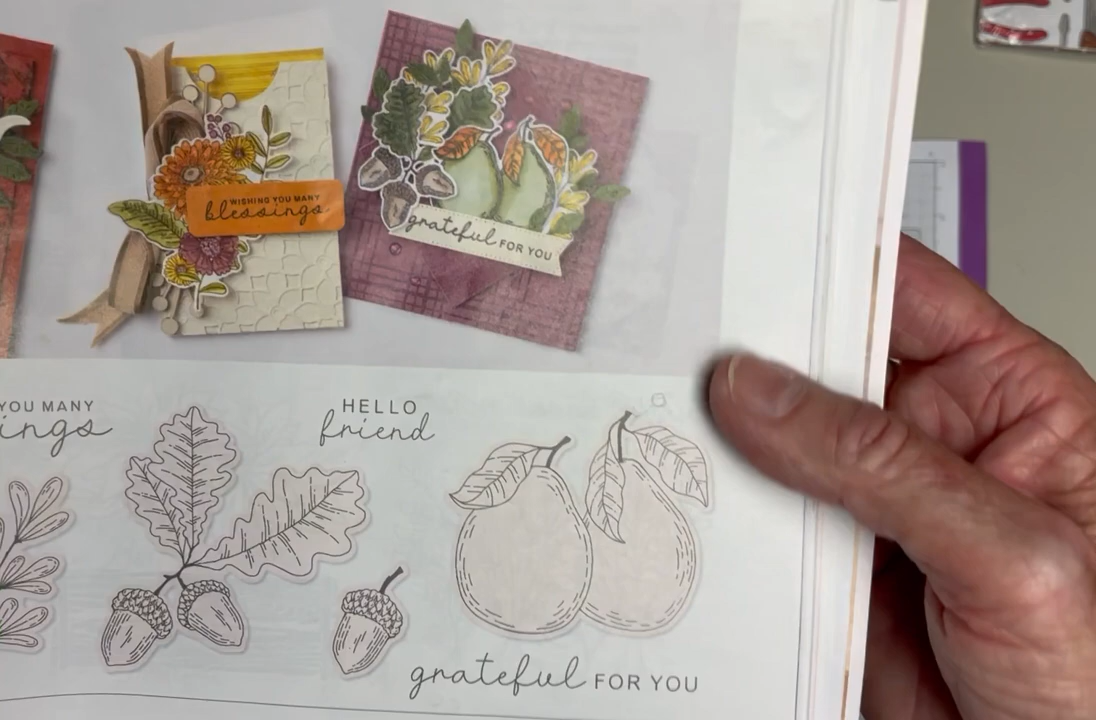 WISHING YOU MANY
blessings
grateful FOR YOU
YOU MANY
ings
HELLO
friend
grateful FOR YOU